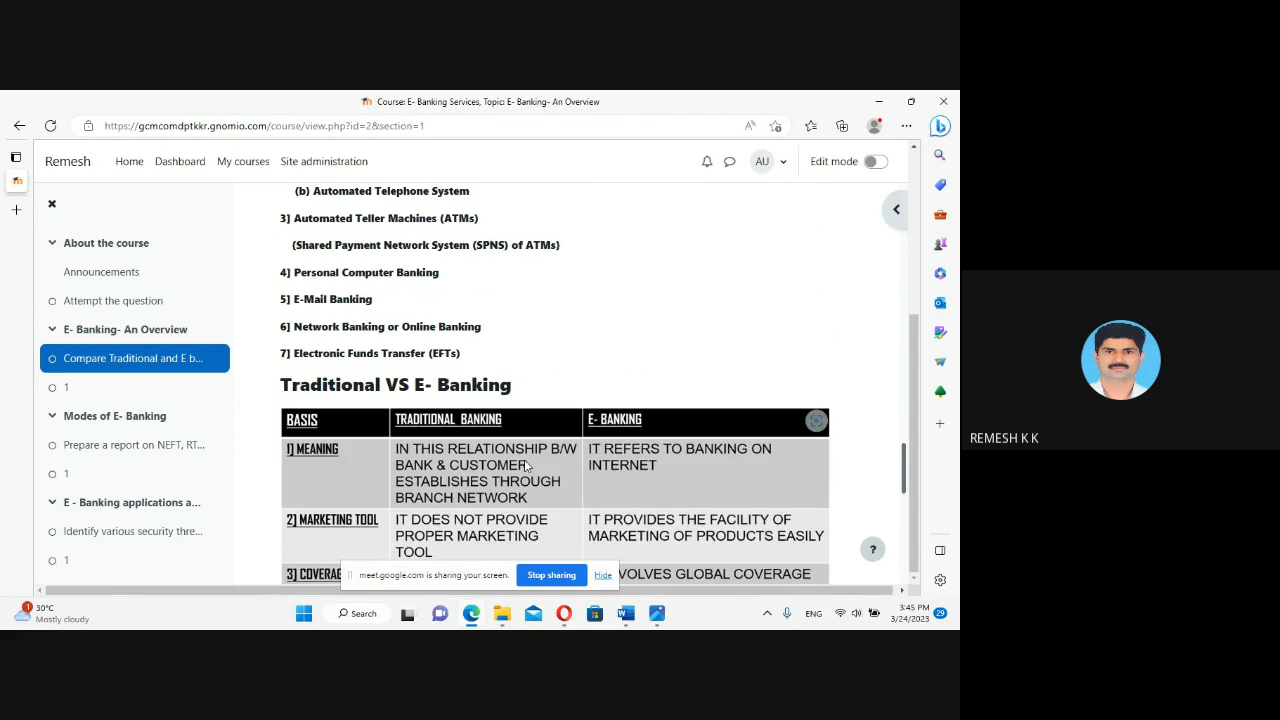 Course: E- Banking Services, Topic: E- Banking- An Overview
https://gcmcomdptkkr.gnomio.com/course/view.php?id=2&section=1
Remesh Home Dashboard My courses Site administration AU Edit mode
About the course
Announcements
Attempt the question
E- Banking- An Overview
Compare Traditional and E b...
1
Modes of E- Banking
Prepare a report on NEFT, RT...
1
E - Banking applications a...
Identify various security thre...
1
(b) Automated Telephone System
3] Automated Teller Machines (ATMs)
{Shared Payment Network System (SPNS) of ATMs}
4] Personal Computer Banking
5] E-Mail Banking
6] Network Banking or Online Banking
7] Electronic Funds Transfer (EFTs)
Traditional VS E- Banking
BASIS TRADITIONAL BANKING E- BANKING
1] MEANING
IN THIS RELATIONSHIP B/W
BANK & CUSTOMER
ESTABLISHES THROUGH
BRANCH NETWORK
IT REFERS TO BANKING ON
INTERNET
2] MARKETING TOOL
IT DOES NOT PROVIDE
PROPER MARKETING
TOOL
IT PROVIDES THE FACILITY OF
MARKETING OF PRODUCTS EASILY
3] COVERAG
VOLVES GLOBAL COVERAGE
?
meet.google.com is sharing your screen. Stop sharing Hide
1
30°C
Mostly cloudy
Search
ENG
3:45 PM
3/24/2023
29
REMESH K K